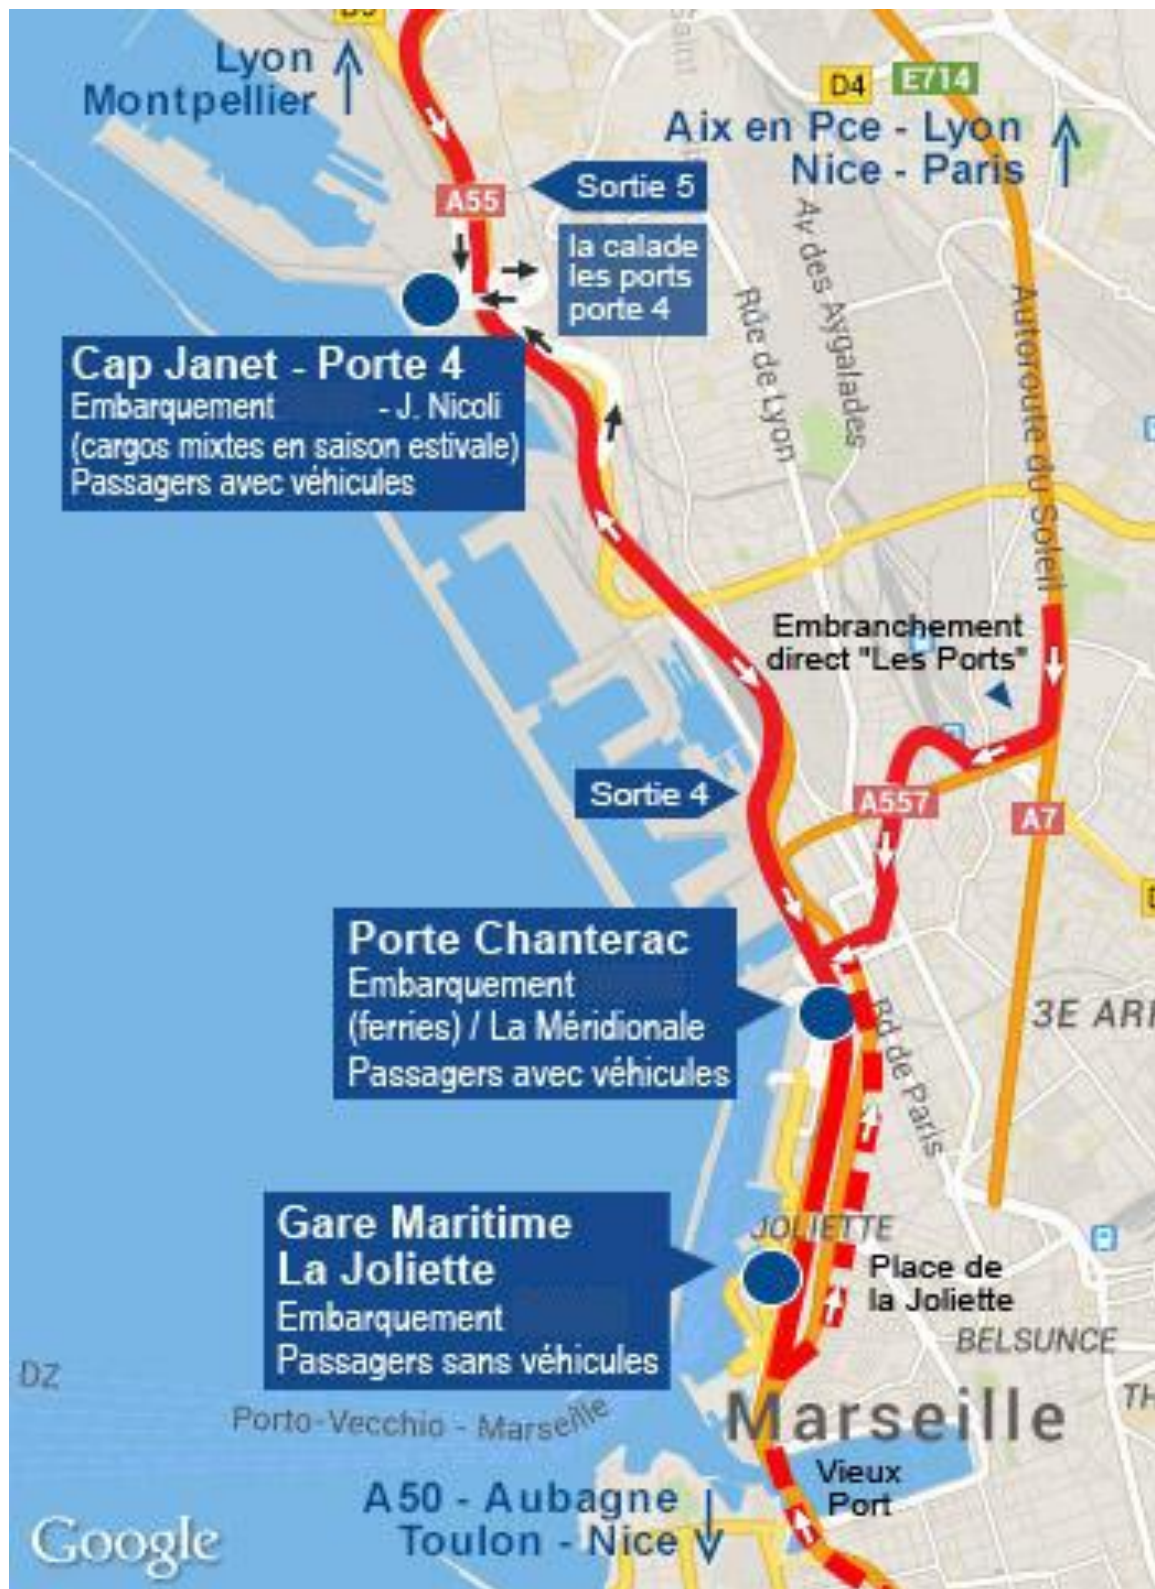 D5
Lyon
Montpellier
D4
E714
Aix en Pce - Lyon
Nice - Paris
Sortie 5
A55
la calade
les ports
porte 4
Av des Aygalades
Rue de Lyon
Autoroute du Soleil
Cap Janet - Porte 4
Embarquement - J. Nicoli
(cargos mixtes en saison estivale)
Passagers avec véhicules
Embranchement
direct "Les Ports"
Sortie 4
A557
A7
Porte Chanterac
Embarquement
(ferries) / La Méridionale
Passagers avec véhicules
Bd de Paris
3E ARR
Gare Maritime
La Joliette
Embarquement
Passagers sans véhicules
JOLIETTE
Place de
la Joliette
BELSUNCE
DZ
TH
Porto-Vecchio - Marseille
Marseille
Vieux
Port
A50 - Aubagne
Toulon - Nice
Google